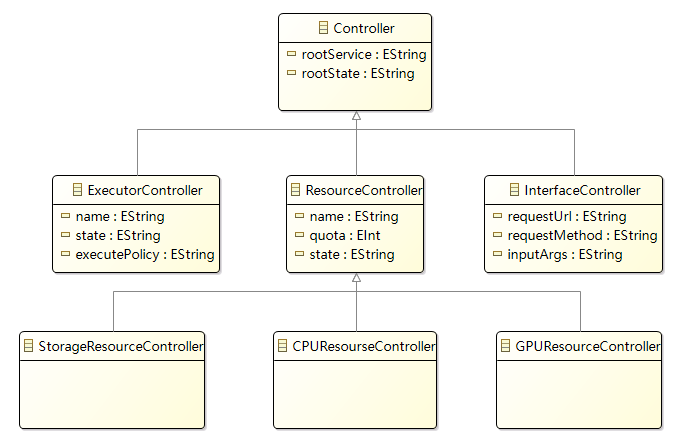 Controller
rootService : EString
rootState : EString
ExecutorController
name : EString
state : EString
executePolicy : EString
ResourceController
name : EString
quota : EInt
state : EString
InterfaceController
requestUrl : EString
requestMethod : EString
inputArgs : EString
StorageResourceController
CPUResourseController
GPUResourceController